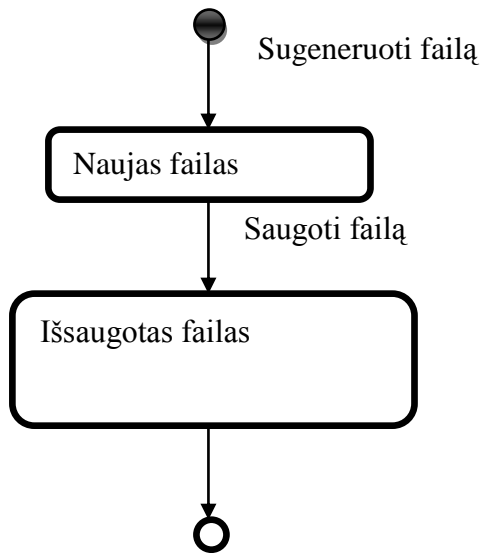 Sugeneruoti failą
Naujas failas
Saugoti failą
Išsaugotas failas